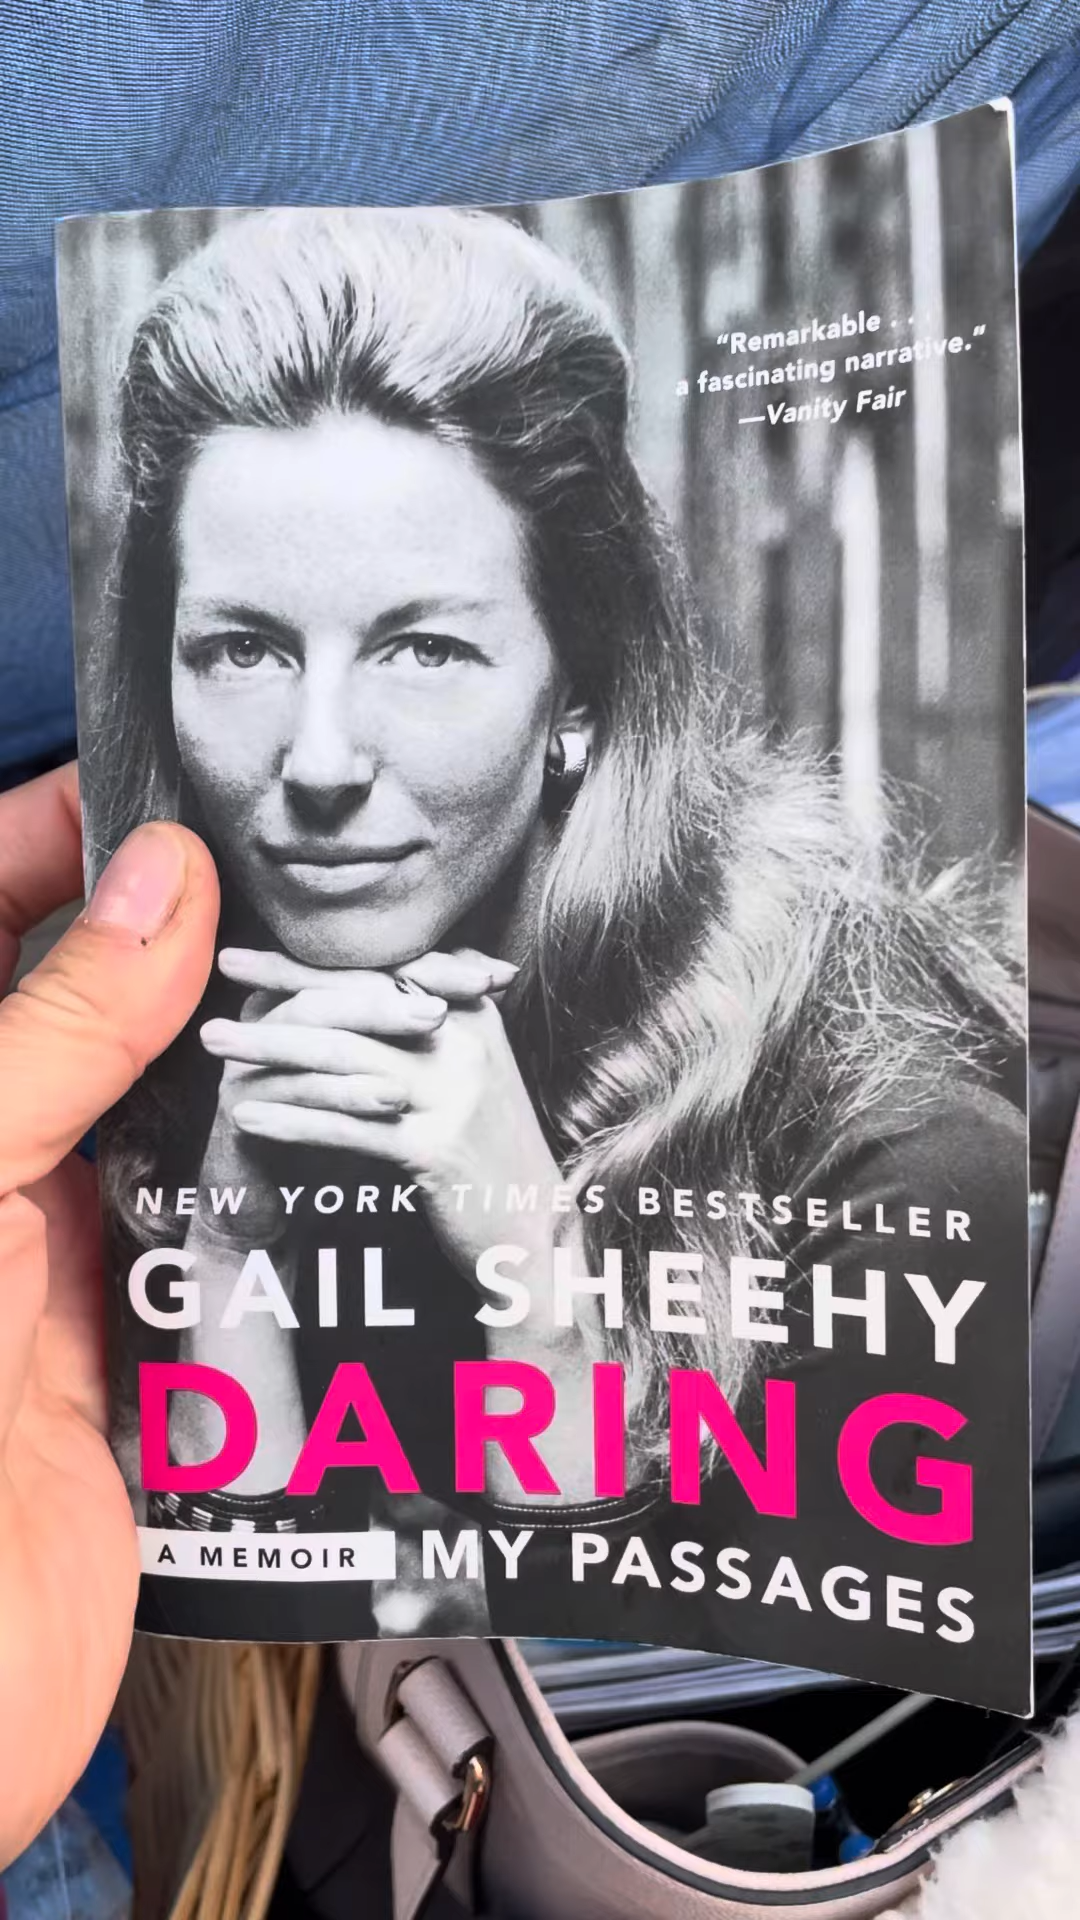 “Remarkable . . .
a fascinating narrative.”
—Vanity Fair
NEW YORK TIMES BESTSELLER
GAIL SHEEHY
DARING
A MEMOIR MY PASSAGES